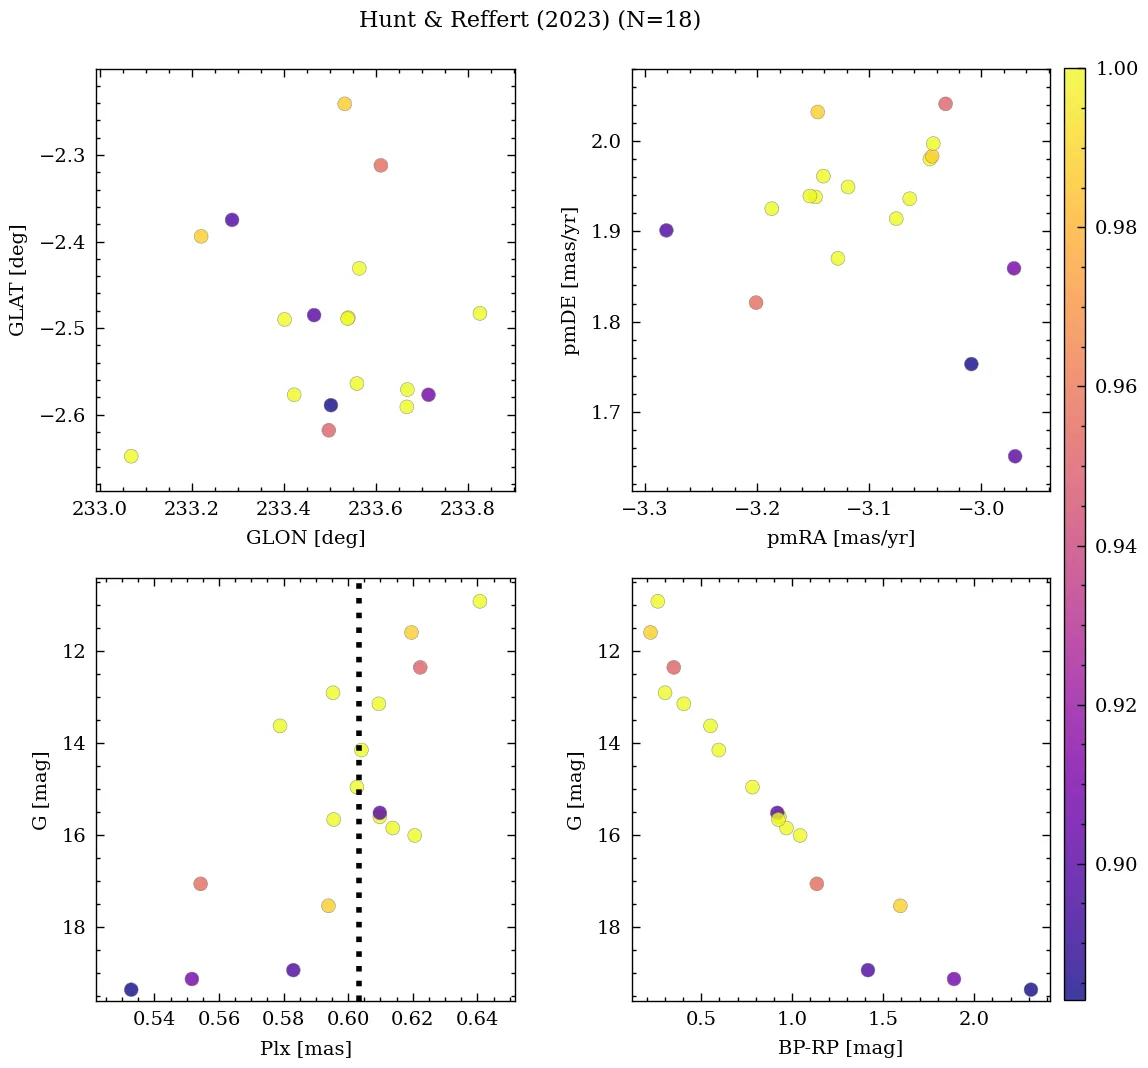 Hunt & Reffert (2023) (N=18)
GLAT [deg]
−2.3
−2.4
−2.5
−2.6
233.0 233.2 233.4 233.6 233.8
GLON [deg]
pmDE [mas/yr]
2.0
1.9
1.8
1.7
−3.3 −3.2 −3.1 −3.0
pmRA [mas/yr]
G [mag]
12
14
16
18
0.54 0.56 0.58 0.60 0.62 0.64
Plx [mas]
G [mag]
12
14
16
18
0.5 1.0 1.5 2.0
BP-RP [mag]
1.00
0.98
0.96
0.94
0.92
0.90